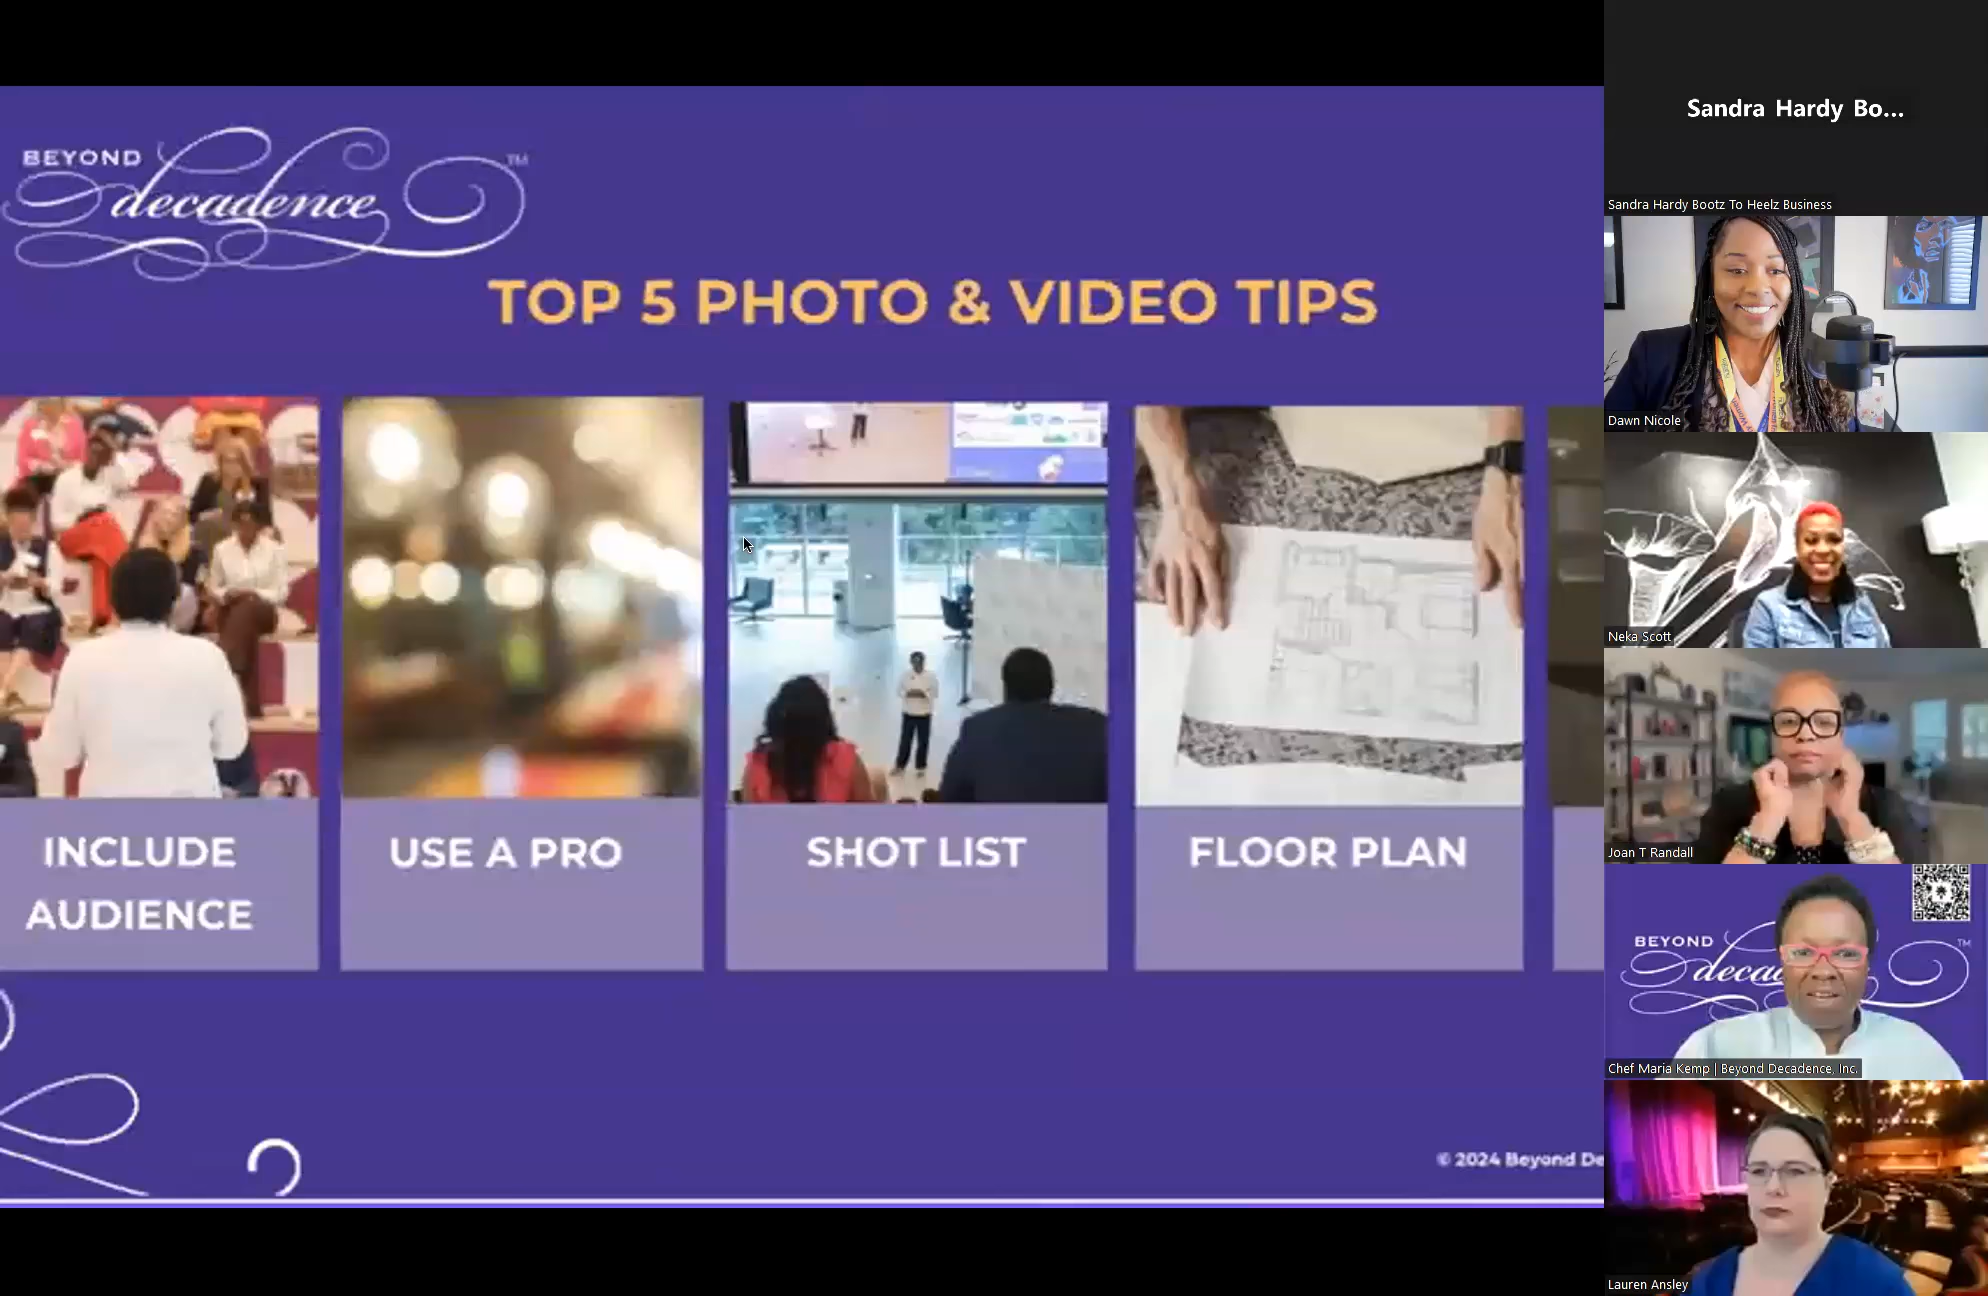 BEYOND
decadence
TM
TOP 5 PHOTO & VIDEO TIPS
INCLUDE
AUDIENCE
USE A PRO
SHOT LIST
FLOOR PLAN
© 2024 Beyond De
Sandra Hardy Bo...
Sandra Hardy Bootz To Heelz Business
Dawn Nicole
Neka Scott
Joan T Randall
BEYOND
TM
decad
Chef Maria Kemp | Beyond Decadence, Inc.
Lauren Ansley